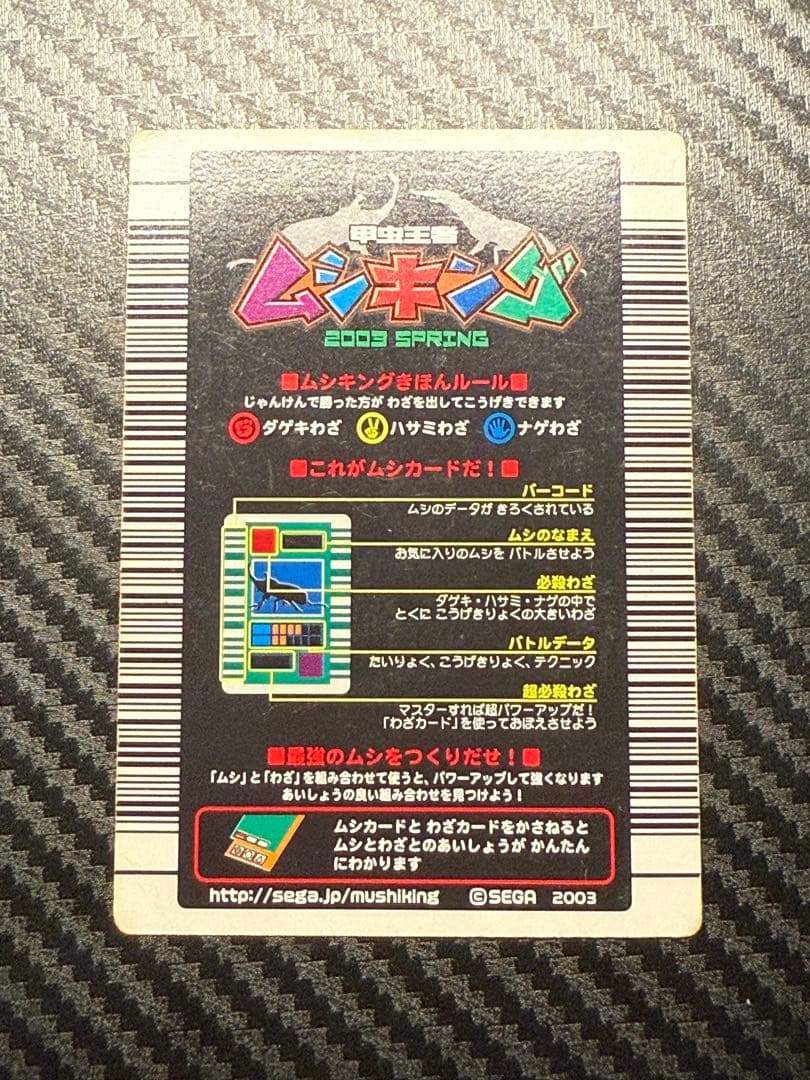 甲虫王者
ムシキング
2003 SPRING
■ムシキングきほんルール■
じゃんけんで勝った方が わざを出してこうげきできます
ダゲキわざ ハサミわざ ナゲわざ
■これがムシカードだ！■
バーコード
ムシのデータが きろくされている
ムシのなまえ
お気に入りのムシを バトルさせよう
必殺わざ
ダゲキ・ハサミ・ナゲの中で
とくに こうげきりょくの大きいわざ
バトルデータ
たいりょく、こうげきりょく、テクニック
超必殺わざ
マスターすれば超パワーアップだ！
「わざカード」を使っておぼえさせよう
■最強のムシをつくりだせ！■
「ムシ」と「わざ」を組み合わせて使うと、パワーアップして強くなります
あいしょうの良い組み合わせを見つけよう！
ムシカードと わざカードをかさねると
ムシとわざとのあいしょうが かんたん
にわかります
http://sega.jp/mushiking ©SEGA 2003